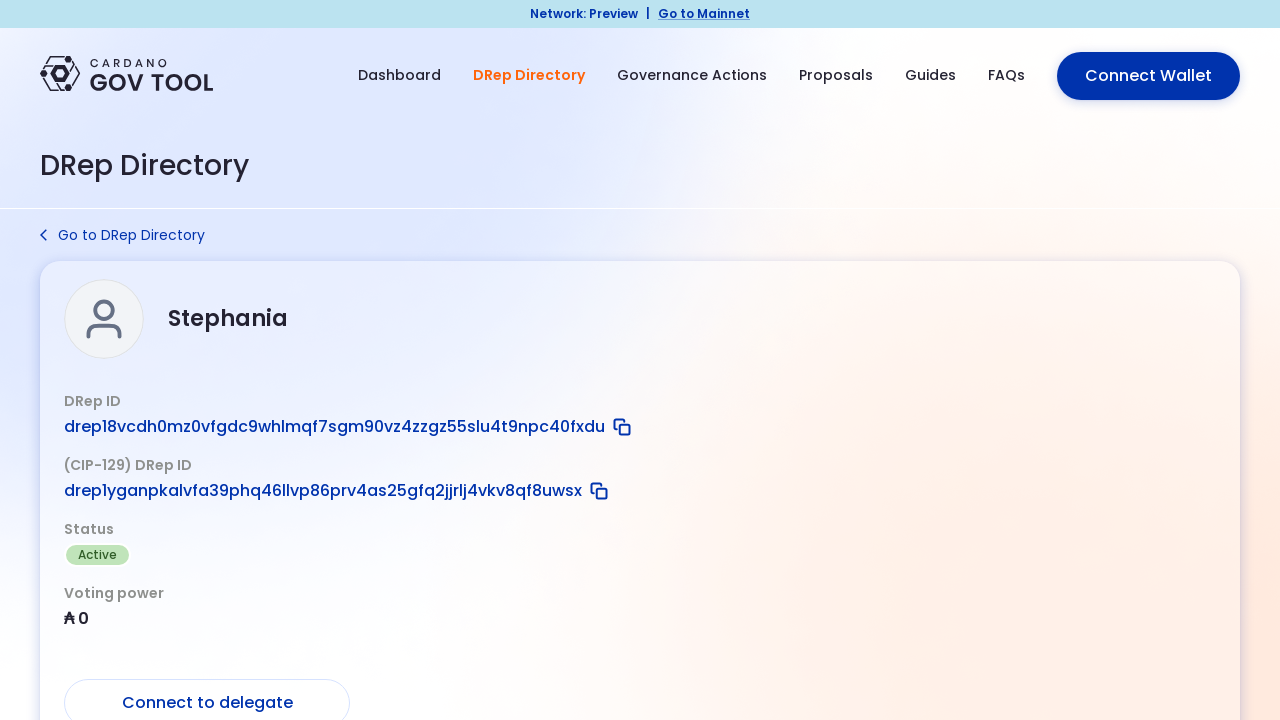 Network: Preview | Go to Mainnet
CARDANO
GOV TOOL
Dashboard
DRep Directory
Governance Actions
Proposals
Guides
FAQs
Connect Wallet
DRep Directory
Go to DRep Directory
Stephania
DRep ID
drep18vcdh0mz0vfgdc9whlmqf7sgm90vz4zzgz55slu4t9npc40fxdu
(CIP-129) DRep ID
drep1yganpkalvfa39phq46llvp86prv4as25gfq2jjrlj4vkv8qf8uwsx
Status
Active
Voting power
₳ 0
Connect to delegate